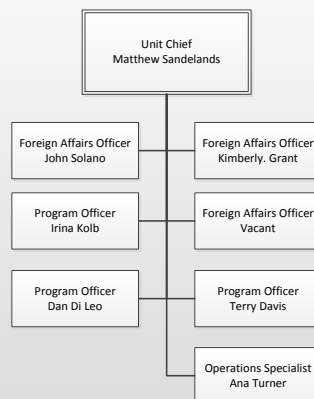 Unit Chief
Matthew Sandelands
Foreign Affairs Officer
John Solano
Foreign Affairs Officer
Kimberly. Grant
Program Officer
Irina Kolb
Foreign Affairs Officer
Vacant
Program Officer
Dan Di Leo
Program Officer
Terry Davis
Operations Specialist
Ana Turner